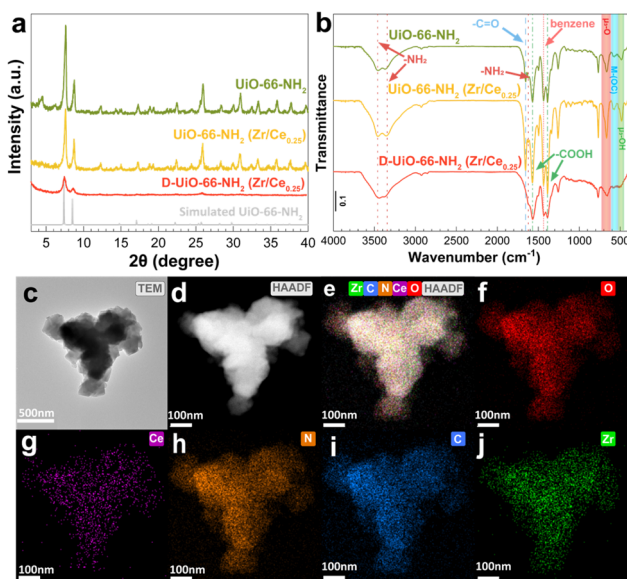 a
Intensity (a.u.)
UiO-66-NH₂
UiO-66-NH₂ (Zr/Ce₀.₂₅)
D-UiO-66-NH₂ (Zr/Ce₀.₂₅)
Simulated UiO-66-NH₂
5 10 15 20 25 30 35 40
2θ (degree)
b
Transmittance
-C=O
benzene
μ₃-O
M-(OC)
μ₃-OH
UiO-66-NH₂
-NH₂
-NH₂
UiO-66-NH₂ (Zr/Ce₀.₂₅)
D-UiO-66-NH₂ (Zr/Ce₀.₂₅)
-COOH
0.1
4000 3500 3000 2500 2000 1500 1000 500
Wavenumber (cm⁻¹)
c
TEM
500nm
d
HAADF
100nm
e
Zr C N Ce O HAADF
100nm
f
O
100nm
g
Ce
100nm
h
N
100nm
i
C
100nm
j
Zr
100nm